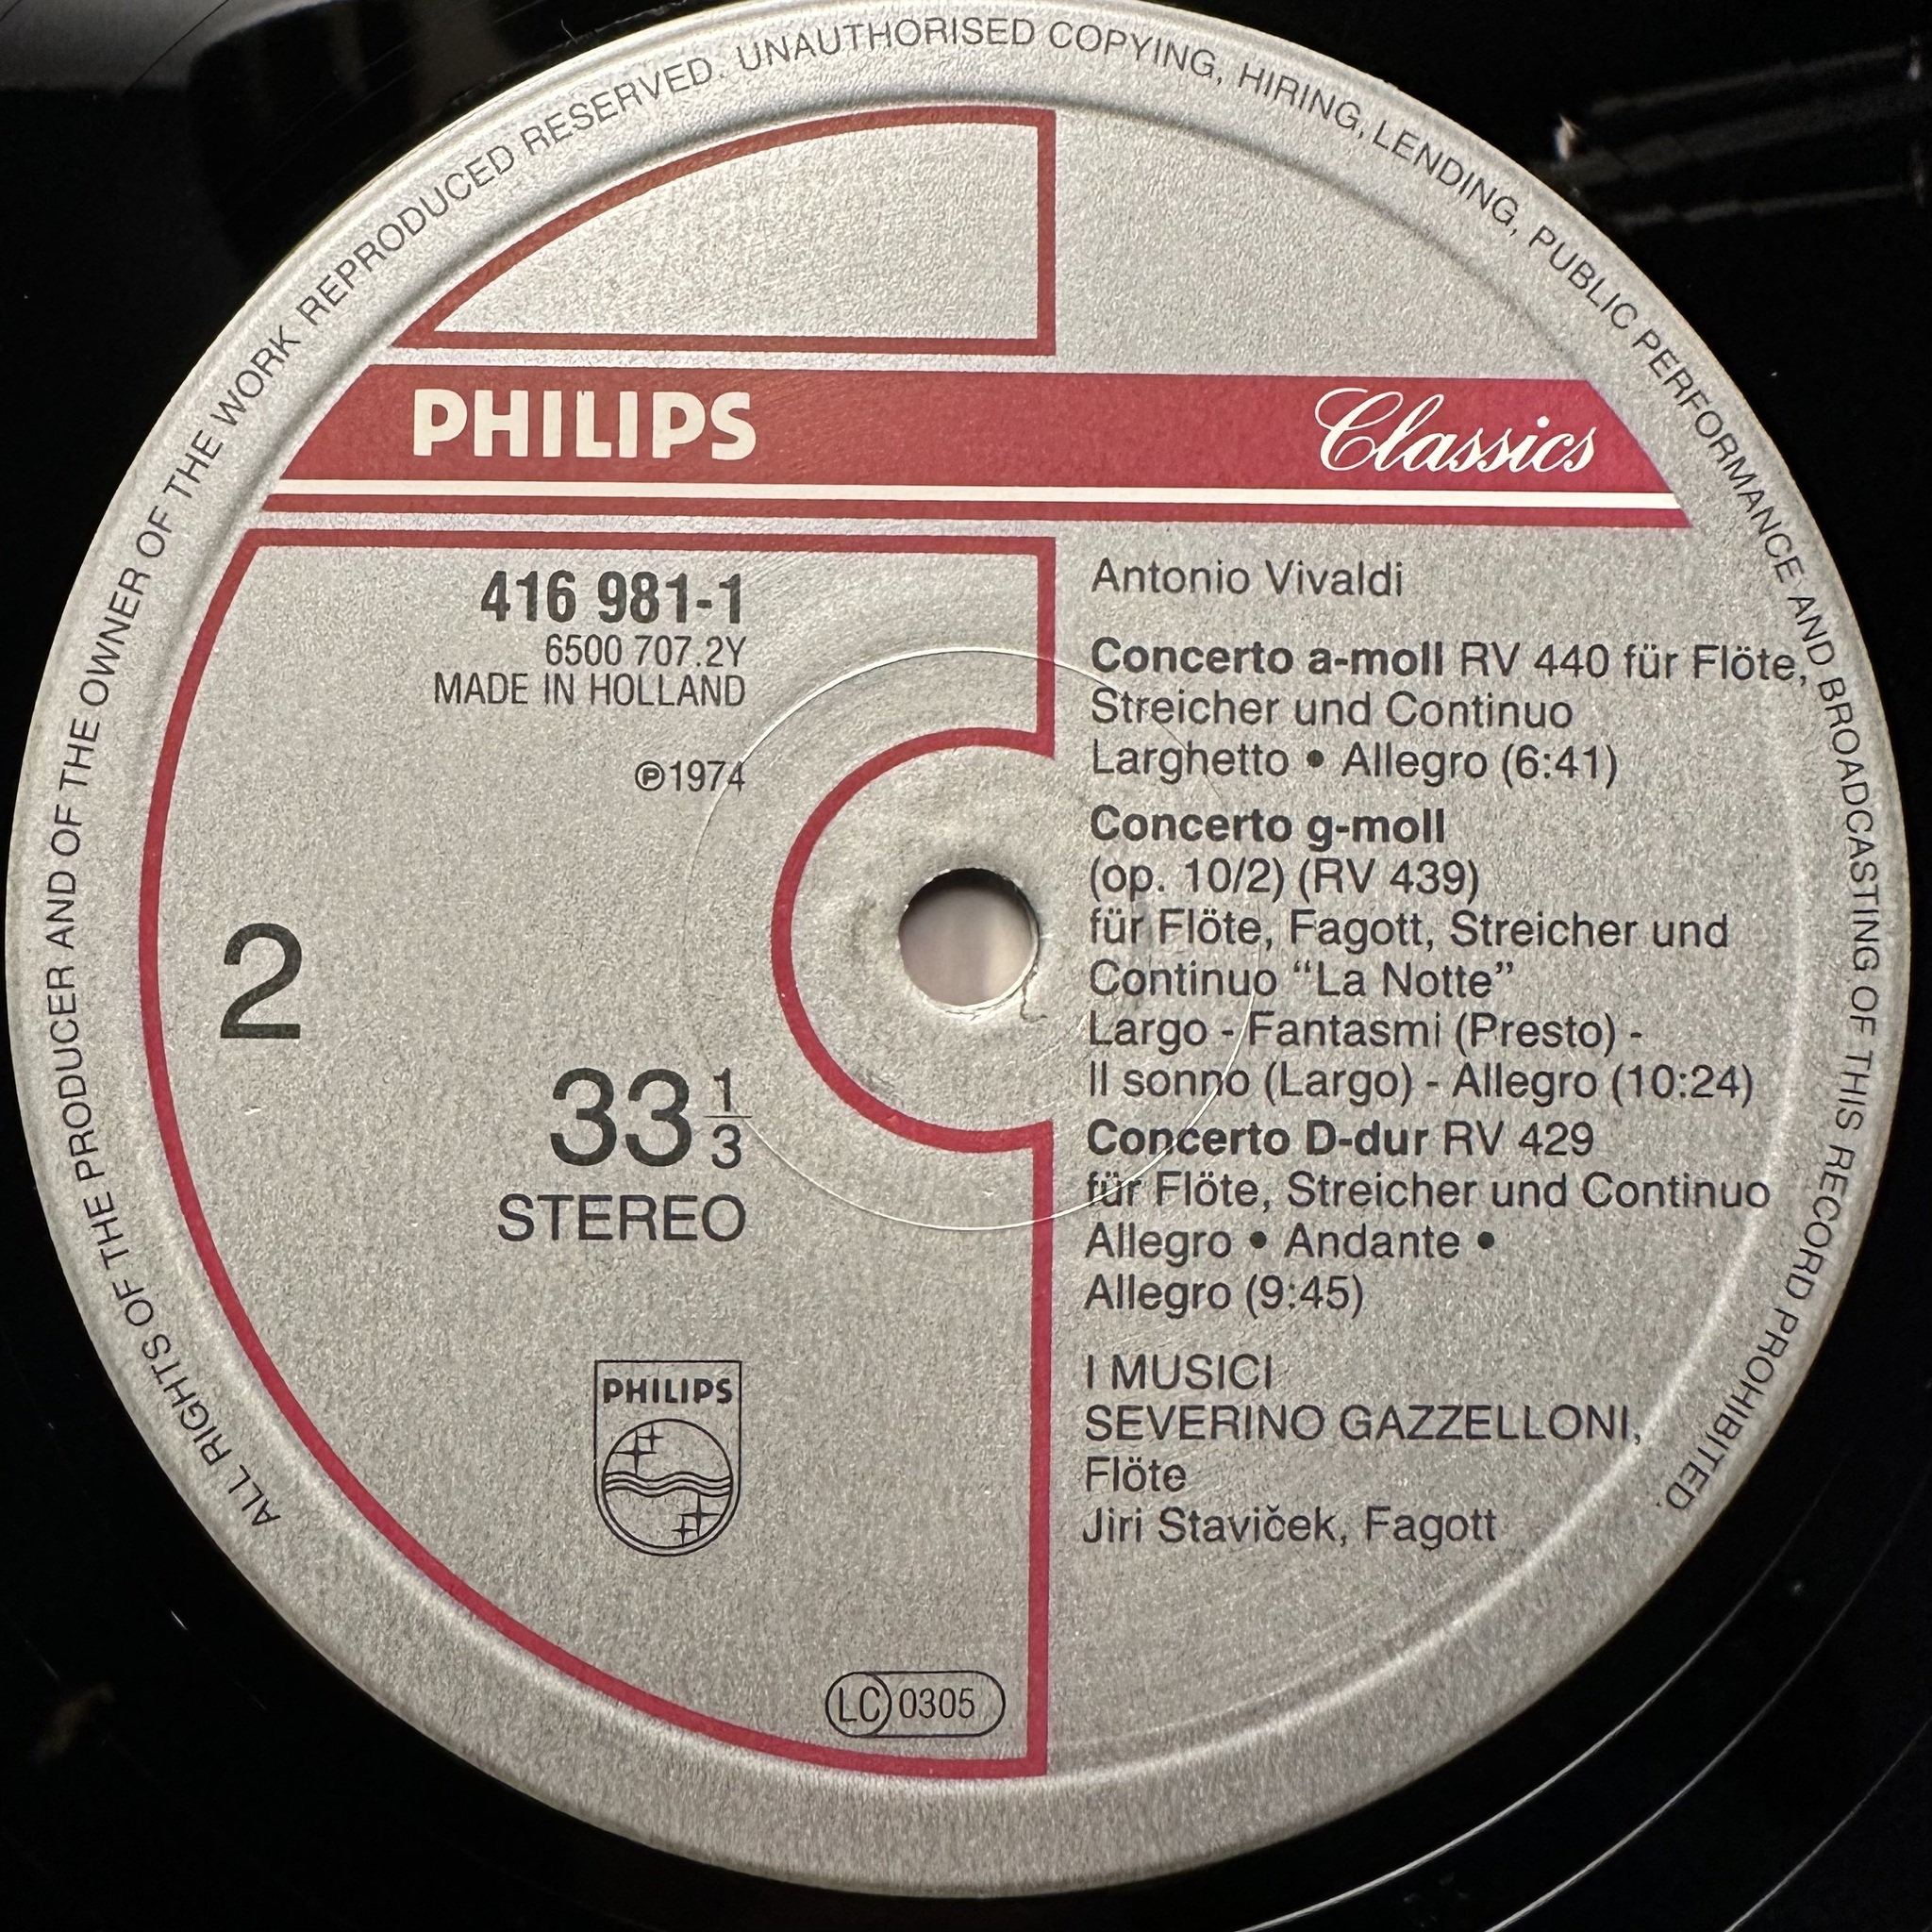 ALL RIGHTS OF THE PRODUCER AND OF THE OWNER OF THE WORK REPRODUCED RESERVED. UNAUTHORISED COPYING, HIRING, LENDING, PUBLIC PERFORMANCE AND BROADCASTING OF THIS RECORD PROHIBITED.
PHILIPS Classics
416 981-1
6500 707.2Y
MADE IN HOLLAND
℗1974
2
33 1/3
STEREO
PHILIPS
LC 0305
Antonio Vivaldi
Concerto a-moll RV 440 für Flöte,
Streicher und Continuo
Larghetto • Allegro (6:41)
Concerto g-moll
(op. 10/2) (RV 439)
für Flöte, Fagott, Streicher und
Continuo “La Notte”
Largo - Fantasmi (Presto) -
Il sonno (Largo) - Allegro (10:24)
Concerto D-dur RV 429
für Flöte, Streicher und Continuo
Allegro • Andante •
Allegro (9:45)
I MUSICI
SEVERINO GAZZELLONI,
Flöte
Jiri Staviček, Fagott